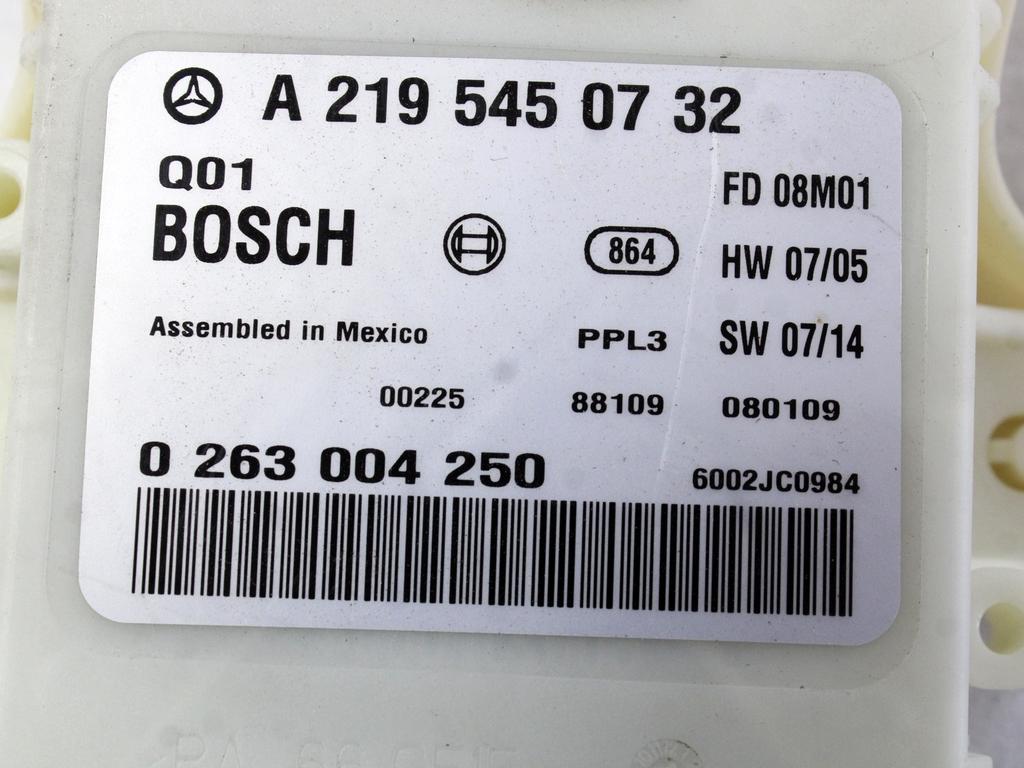 A 219 545 07 32
Q01
FD 08M01
BOSCH
864
HW 07/05
Assembled in Mexico
PPL3
SW 07/14
00225 88109 080109
0 263 004 250
6002JC0984